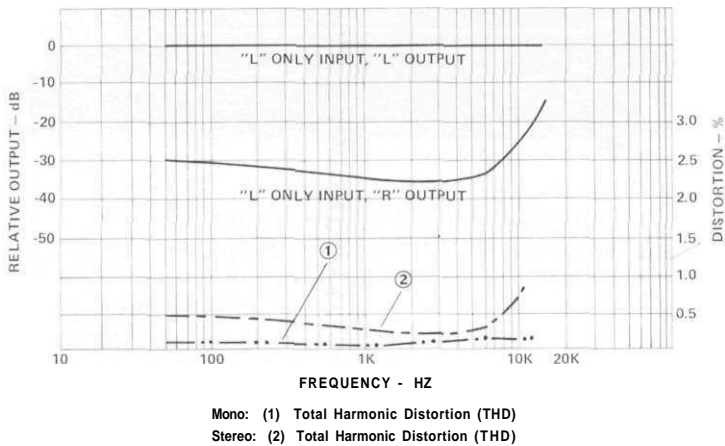 0
-10
-20
-30
-40
-50
RELATIVE OUTPUT – dB
"L" ONLY INPUT, "L" OUTPUT
"L" ONLY INPUT, "R" OUTPUT
①
②
3.0
2.5
2.0
1.5
1.0
0.5
DISTORTION – %
10 100 1K 10K 20K
FREQUENCY - HZ
Mono: (1) Total Harmonic Distortion (THD)
Stereo: (2) Total Harmonic Distortion (THD)